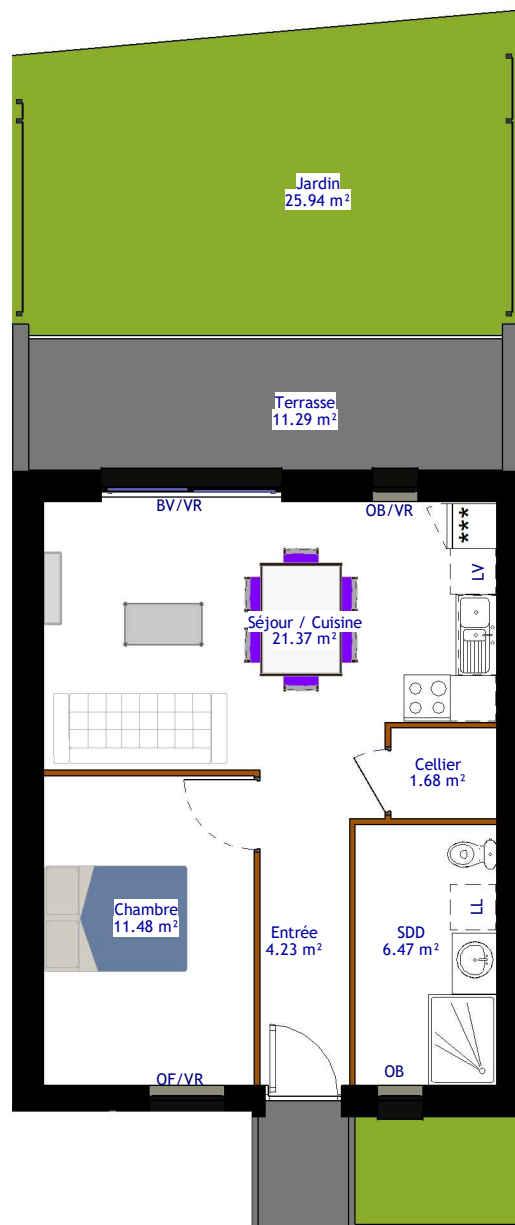 Jardin
25.94 m²
Terrasse
11.29 m²
BV/VR
OB/VR
***
LV
Séjour / Cuisine
21.37 m²
Cellier
1.68 m²
Chambre
11.48 m²
Entrée
4.23 m²
SDD
6.47 m²
LL
OF/VR
OB